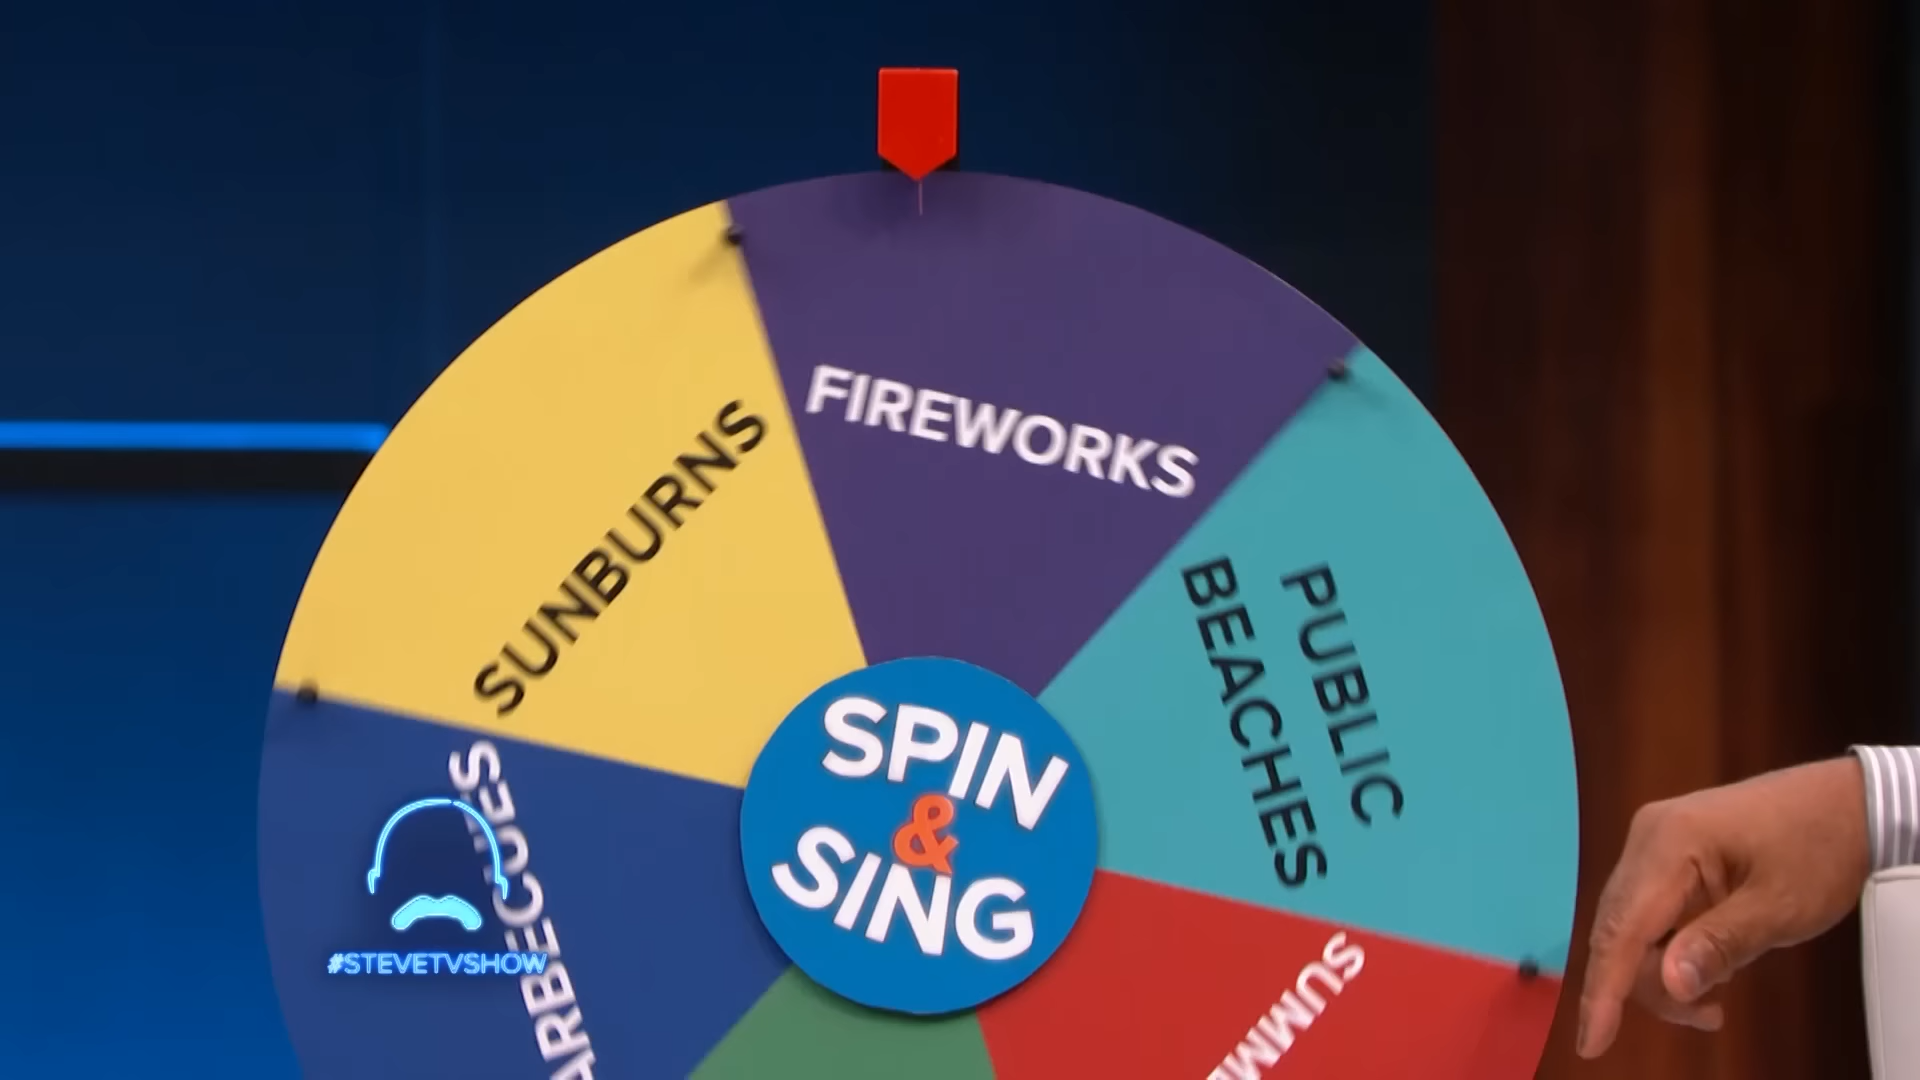 FIREWORKS
SUNBURNS
PUBLIC
BEACHES
SPIN
&
SING
#STEVETVSHOW